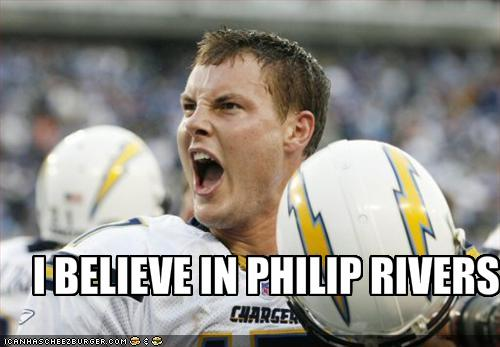 I BELIEVE IN PHILIP RIVERS
CHARGERS
ICANHASCHEEZBURGER.COM